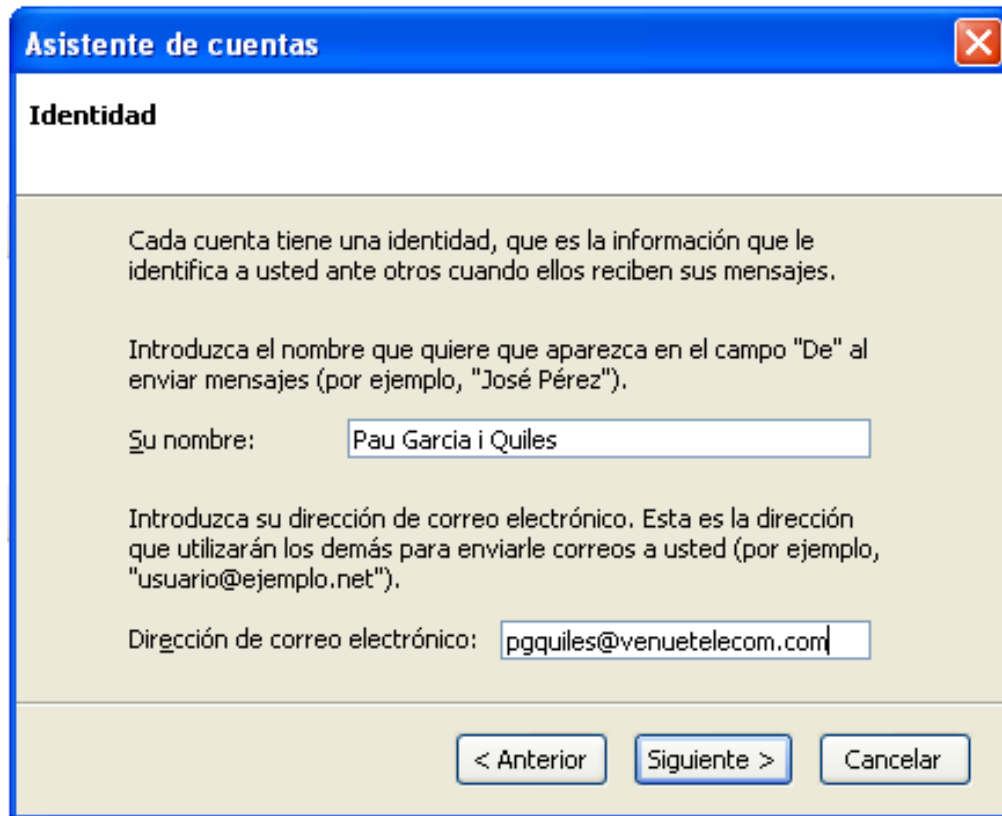 Asistente de cuentas
Identidad
Cada cuenta tiene una identidad, que es la información que le
identifica a usted ante otros cuando ellos reciben sus mensajes.
Introduzca el nombre que quiere que aparezca en el campo "De" al
enviar mensajes (por ejemplo, "José Pérez").
Su nombre: Pau Garcia i Quiles
Introduzca su dirección de correo electrónico. Esta es la dirección
que utilizarán los demás para enviarle correos a usted (por ejemplo,
"usuario@ejemplo.net").
Dirección de correo electrónico: pgquiles@venuetelecom.com
< Anterior Siguiente > Cancelar